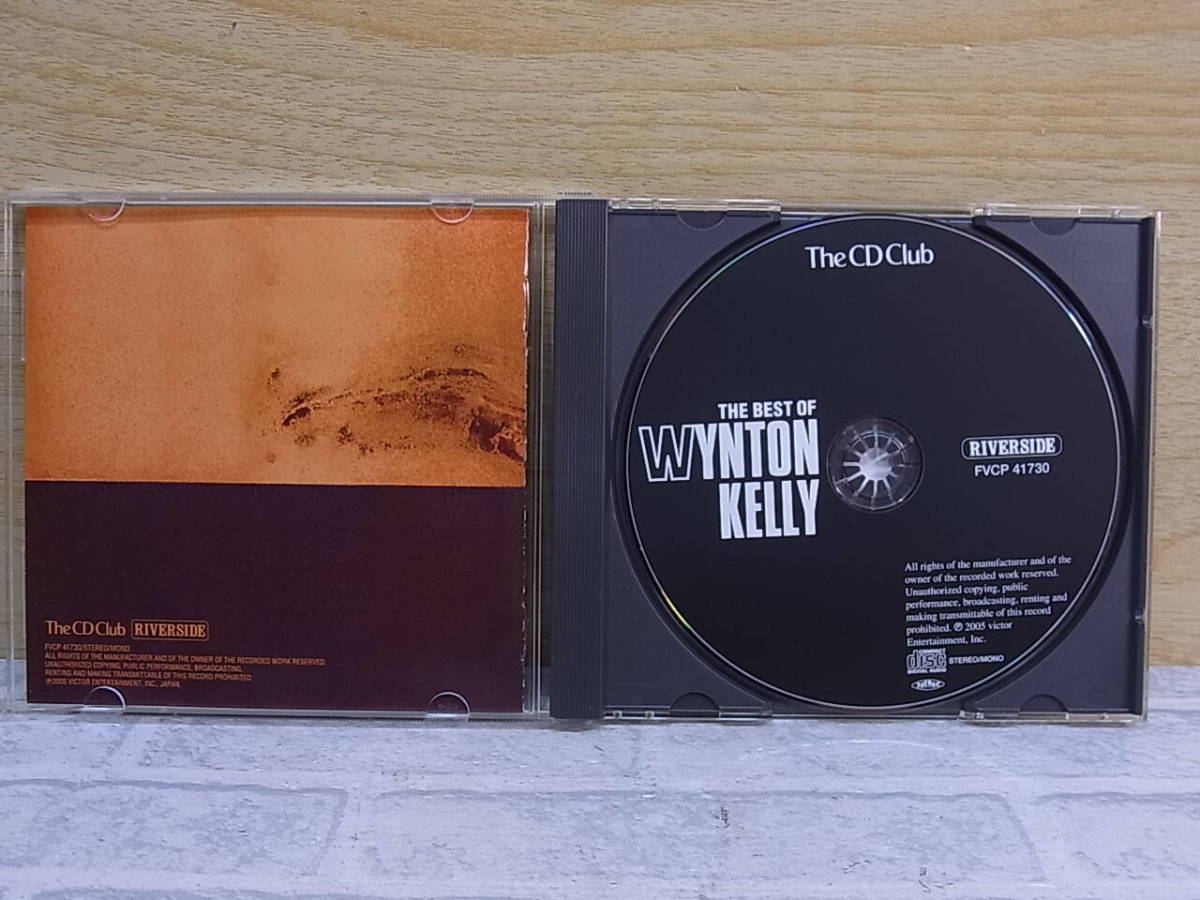 The CD Club RIVERSIDE
FVCP 41730/STEREO/MONO
ALL RIGHTS OF THE MANUFACTURER AND OF THE OWNER OF THE RECORDED WORK RESERVED.
UNAUTHORIZED COPYING, PUBLIC PERFORMANCE, BROADCASTING,
RENTING AND MAKING TRANSMITTABLE OF THIS RECORD PROHIBITED.
℗2005 VICTOR ENTERTAINMENT, INC., JAPAN.
The CD Club
THE BEST OF
WYNTON
KELLY
RIVERSIDE
FVCP 41730
All rights of the manufacturer and of the
owner of the recorded work reserved.
Unauthorized copying, public
performance, broadcasting, renting and
making transmittable of this record
prohibited. ℗ 2005 victor
Entertainment, Inc.
COMPACT
disc
DIGITAL AUDIO
STEREO/MONO